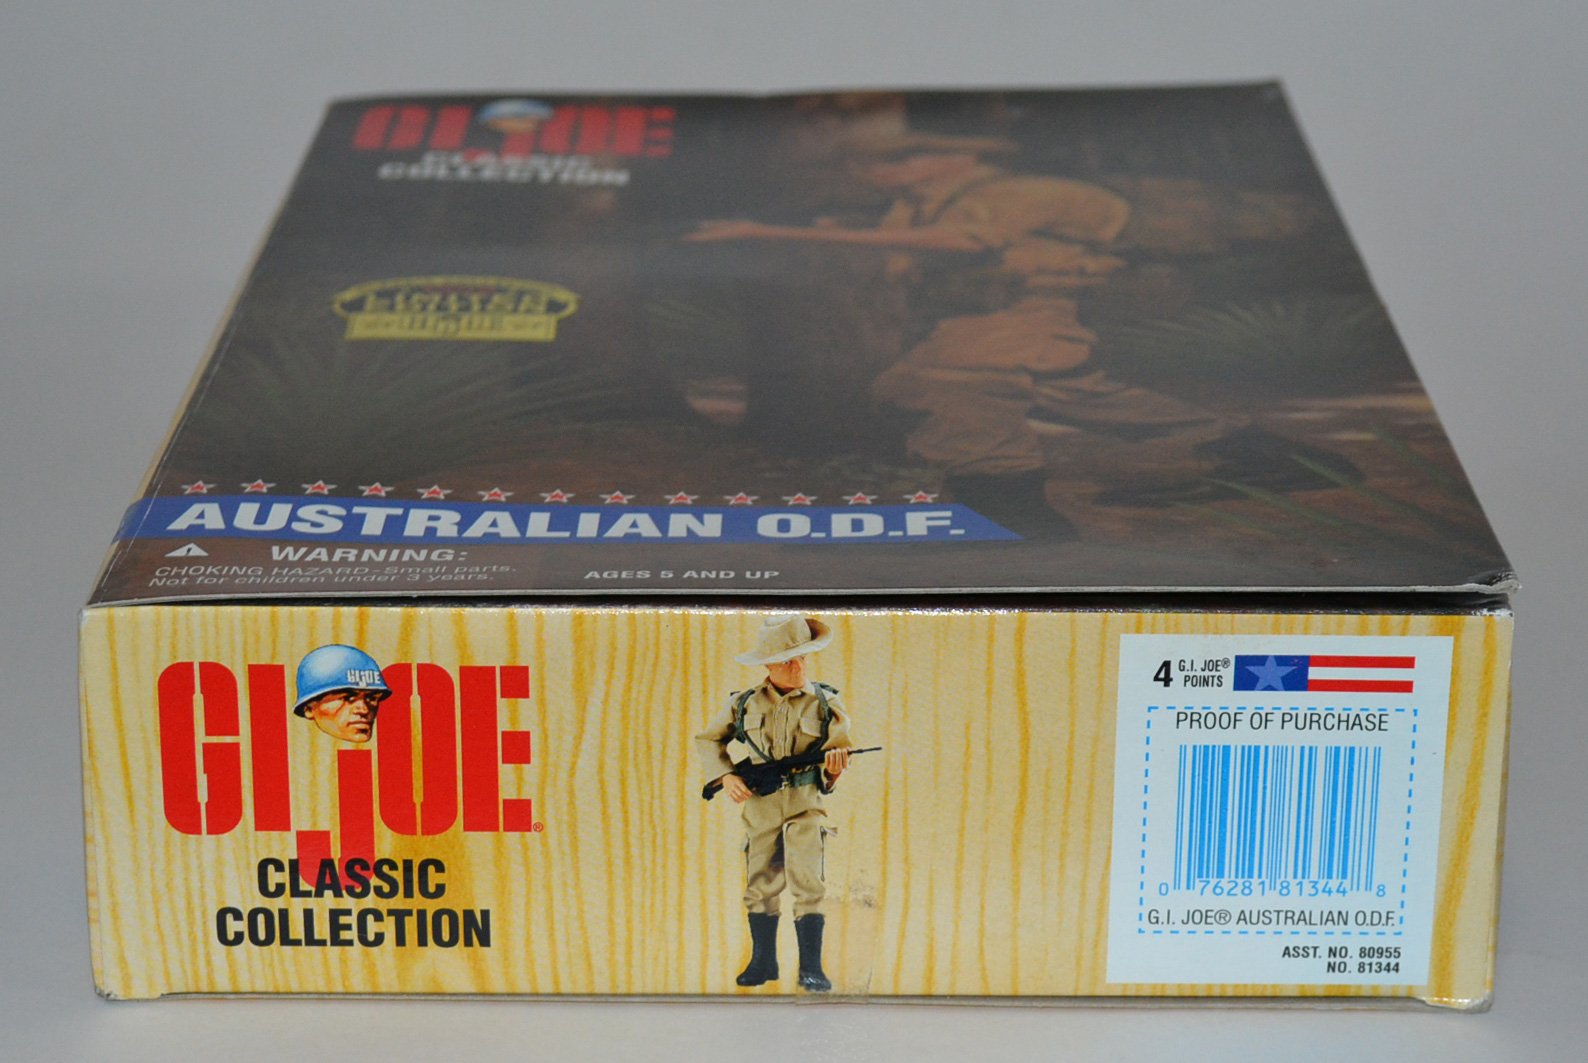 GI JOE
CLASSIC
COLLECTION
AUSTRALIAN O.D.F.
WARNING:
CHOKING HAZARD-Small parts.
Not for children under 3 years.
AGES 5 AND UP
GI JOE
GI JOE®
CLASSIC
COLLECTION
4 G.I. JOE®
POINTS
PROOF OF PURCHASE
0 76281 81344 8
G.I. JOE® AUSTRALIAN O.D.F.
ASST. NO. 80955
NO. 81344